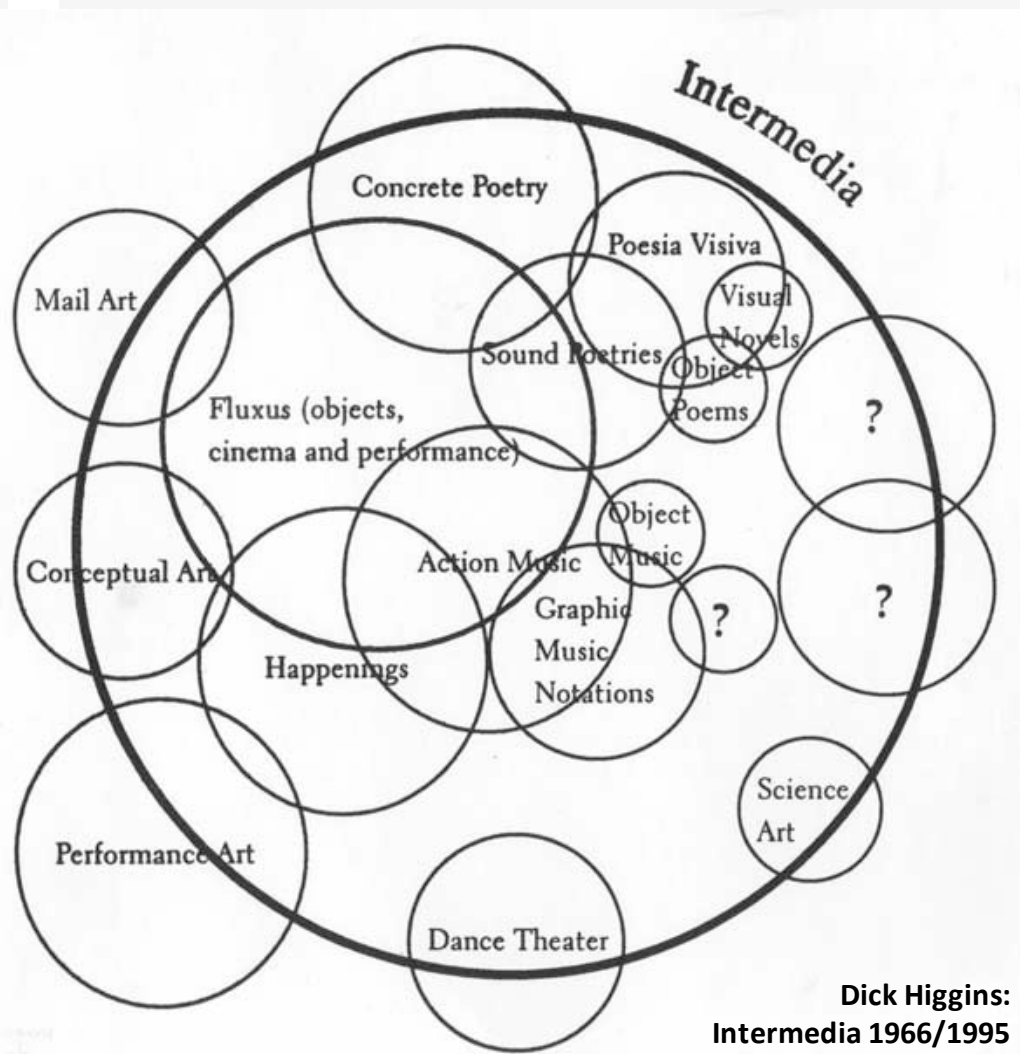 Intermedia
Concrete Poetry
Poesia Visiva
Mail Art
Visual
Novels
Sound Poetries
Object
Poems
Fluxus (objects,
cinema and performance)
?
Object
Music
Conceptual Art
Action Music
Graphic
Music
Notations
?
?
Happenings
Science
Art
Performance Art
Dance Theater
Dick Higgins:
Intermedia 1966/1995